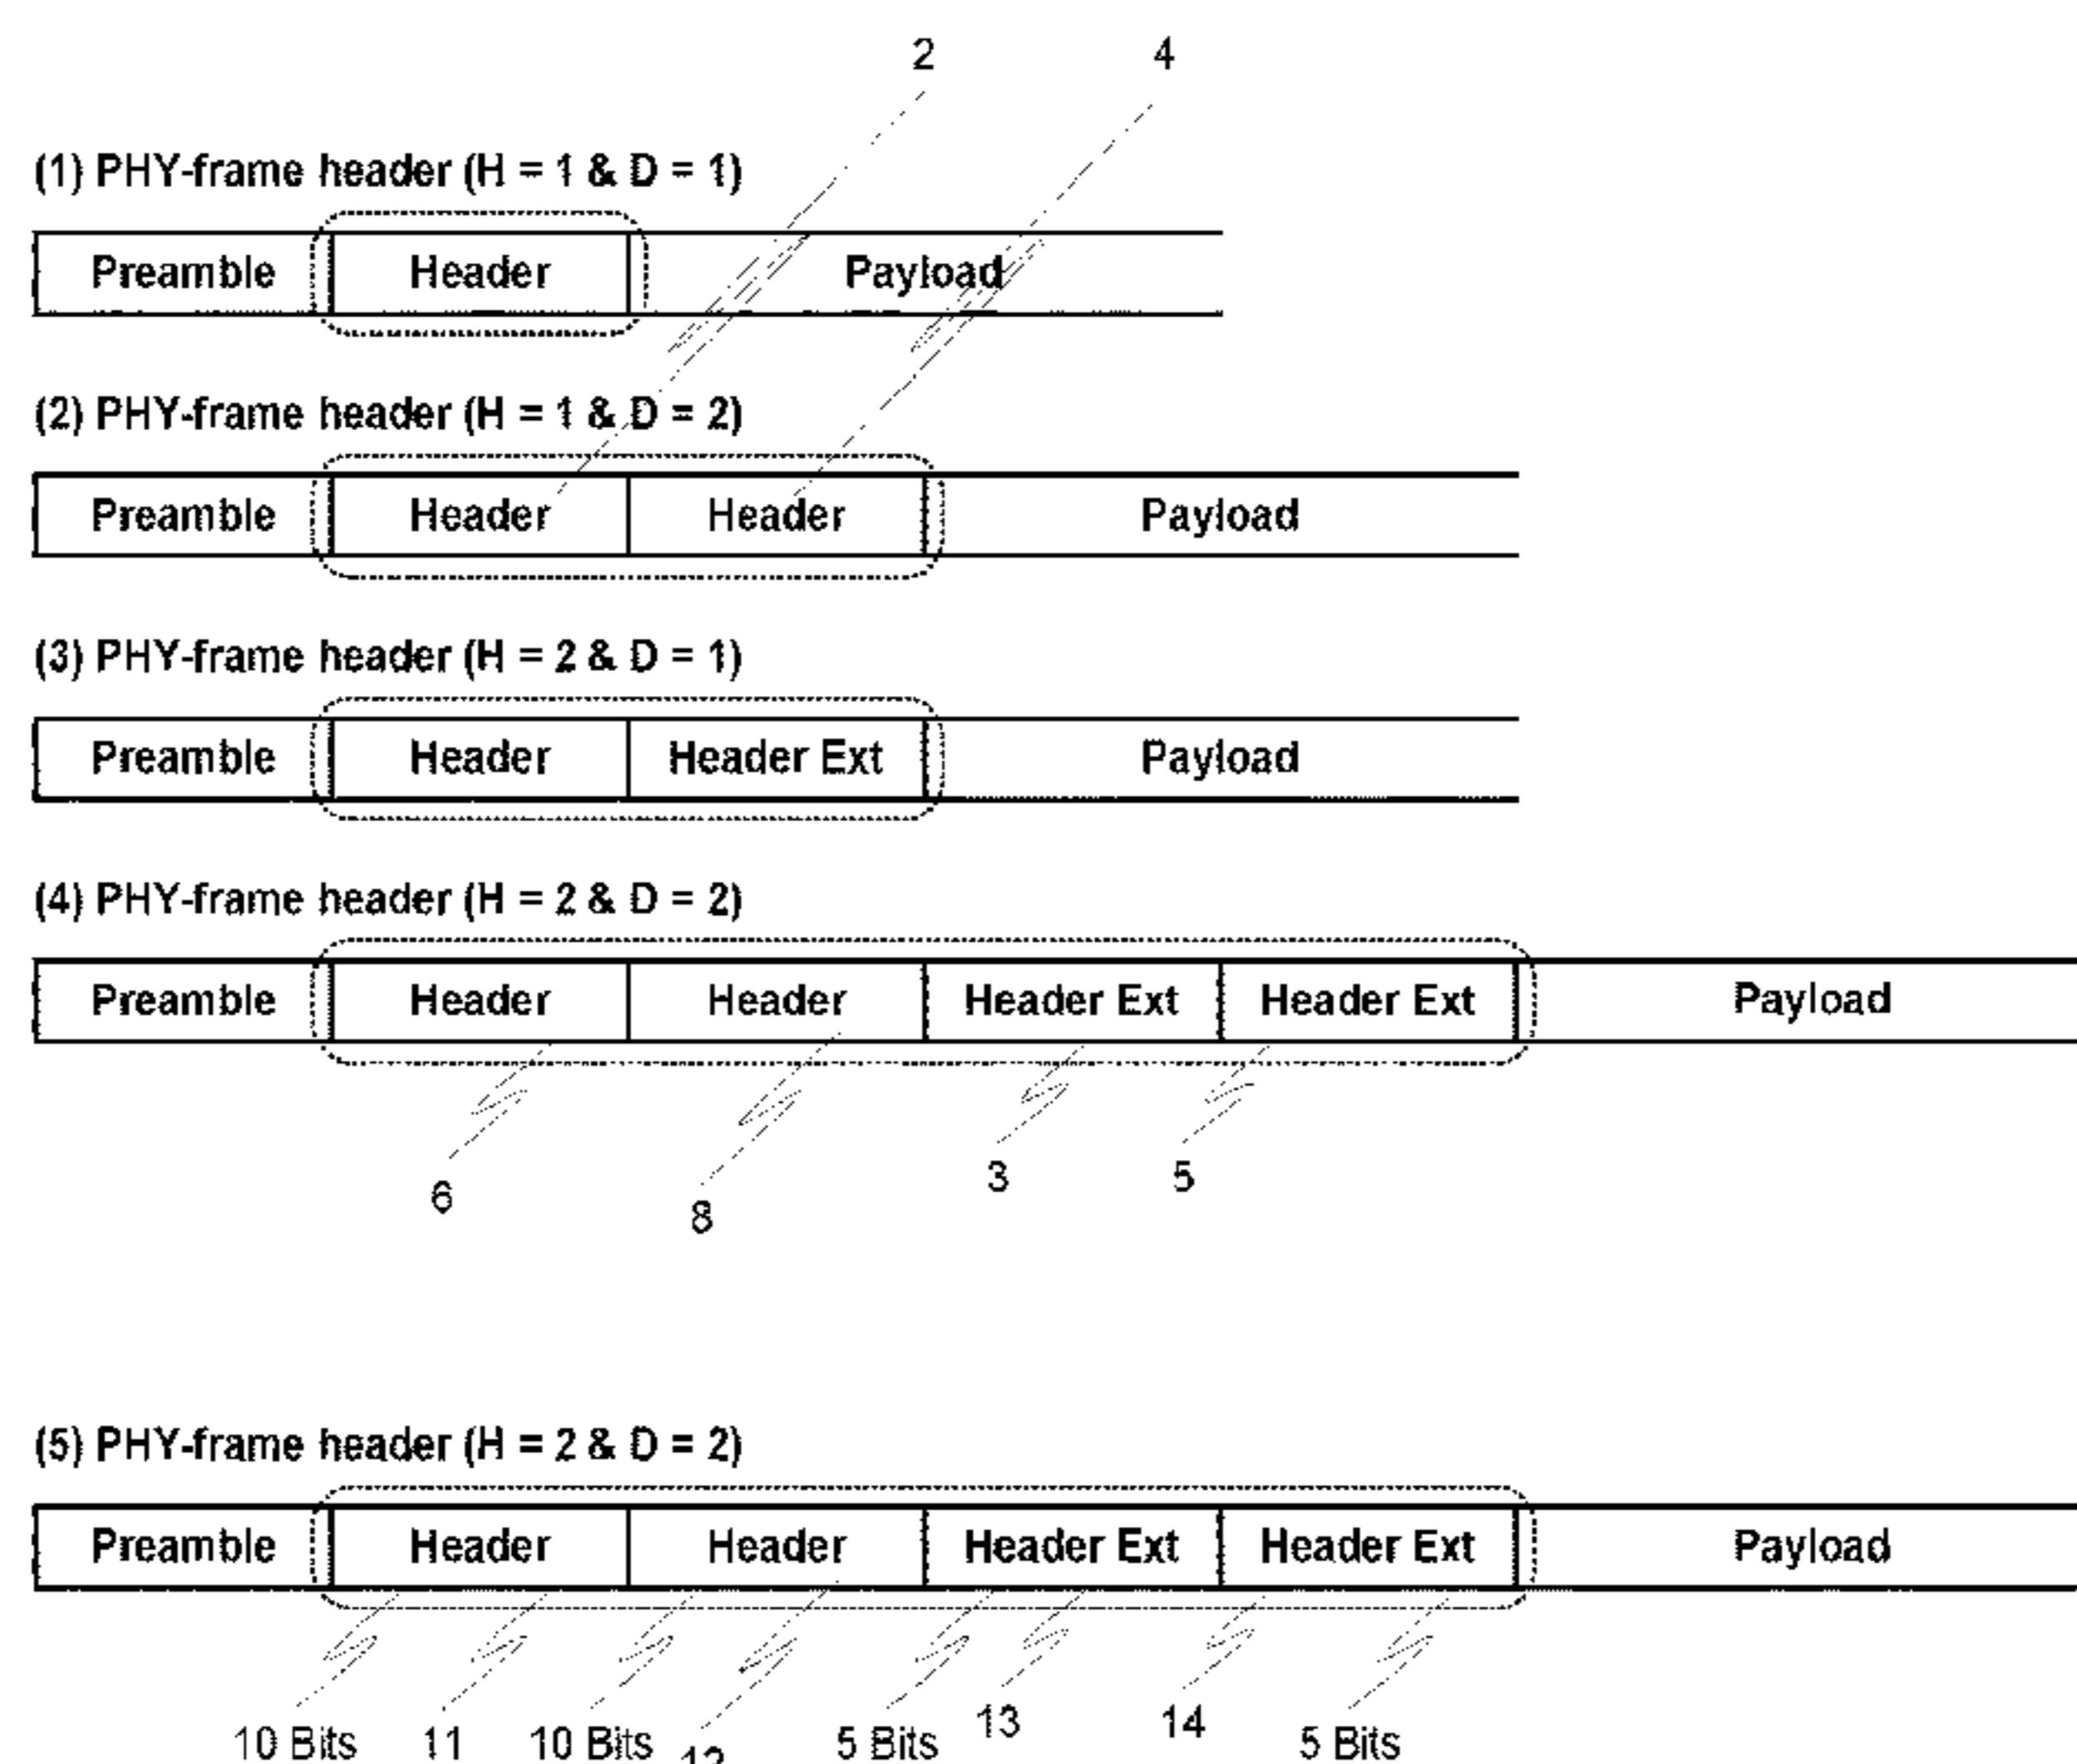 2 4
(1) PHY-frame header (H = 1 & D = 1)
Preamble Header Payload
(2) PHY-frame header (H = 1 & D = 2)
Preamble Header Header Payload
(3) PHY-frame header (H = 2 & D = 1)
Preamble Header Header Ext Payload
(4) PHY-frame header (H = 2 & D = 2)
Preamble Header Header Header Ext Header Ext Payload
6 8 3 5
(5) PHY-frame header (H = 2 & D = 2)
Preamble Header Header Header Ext Header Ext Payload
10 Bits 11 10 Bits 12 5 Bits 13 14 5 Bits